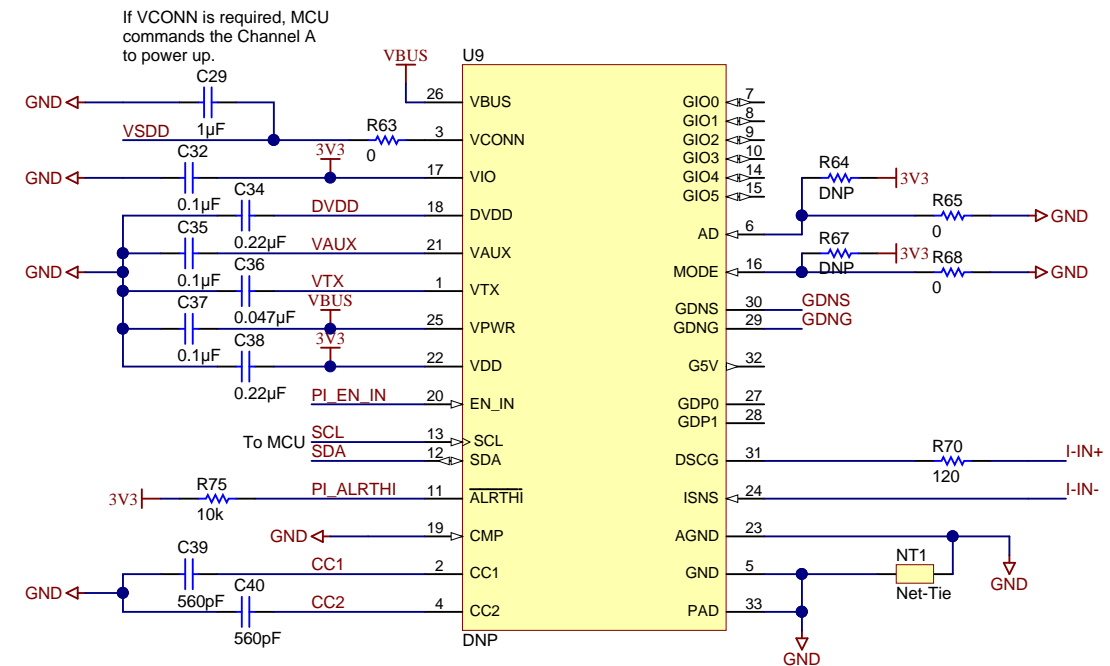 If VCONN is required, MCU
commands the Channel A
to power up.
C29
GND
1µF
VSDD
R63
0
VBUS
U9
26 VBUS
3 VCONN
C32
GND
0.1µF
3V3
17 VIO
C34
0.22µF
DVDD
18 DVDD
C35
0.1µF
VAUX
21 VAUX
GND
C36
0.047µF
VTX
1 VTX
C37
0.1µF
VBUS
25 VPWR
C38
0.22µF
3V3
22 VDD
PI_EN_IN
20 EN_IN
To MCU
SCL
13 SCL
SDA
12 SDA
3V3
R75
10k
PI_ALRTHI
11 ALRTHI
GND
19 CMP
C39
560pF
CC1
2 CC1
GND
C40
560pF
CC2
4 CC2
DNP
GIO0 7
GIO1 8
GIO2 9
GIO3 10
GIO4 14
GIO5 15
R64
DNP
3V3
R65
0
GND
AD 6
R67
DNP
3V3
R68
0
GND
MODE 16
GDNS 30 GDNS
GDNG 29 GDNG
G5V 32
GDP0 27
GDP1 28
DSCG 31
R70
120
I-IN+
ISNS 24
I-IN-
AGND 23
GND 5
NT1
Net-Tie
GND
PAD 33
GND